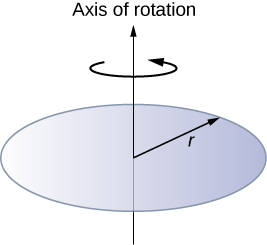 Axis of rotation
r